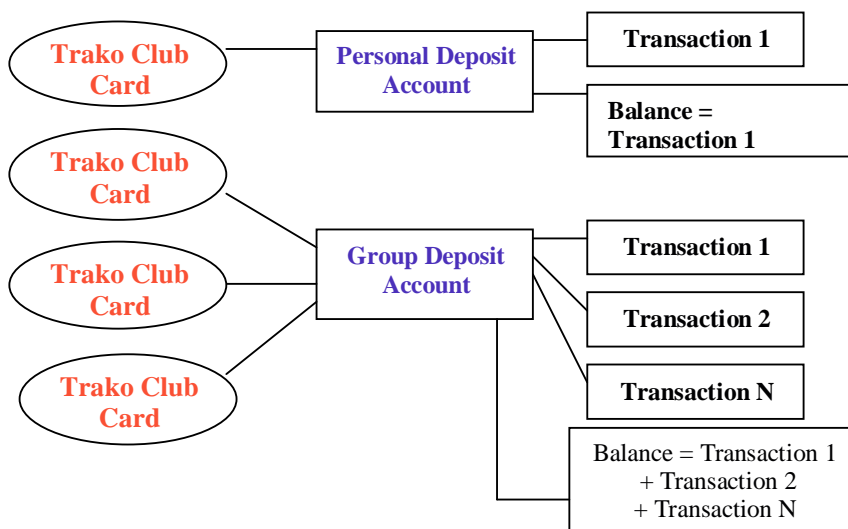 Trako Club
Card
Personal Deposit
Account
Transaction 1
Balance =
Transaction 1
Trako Club
Card
Trako Club
Card
Trako Club
Card
Group Deposit
Account
Transaction 1
Transaction 2
Transaction N
Balance = Transaction 1
+ Transaction 2
+ Transaction N